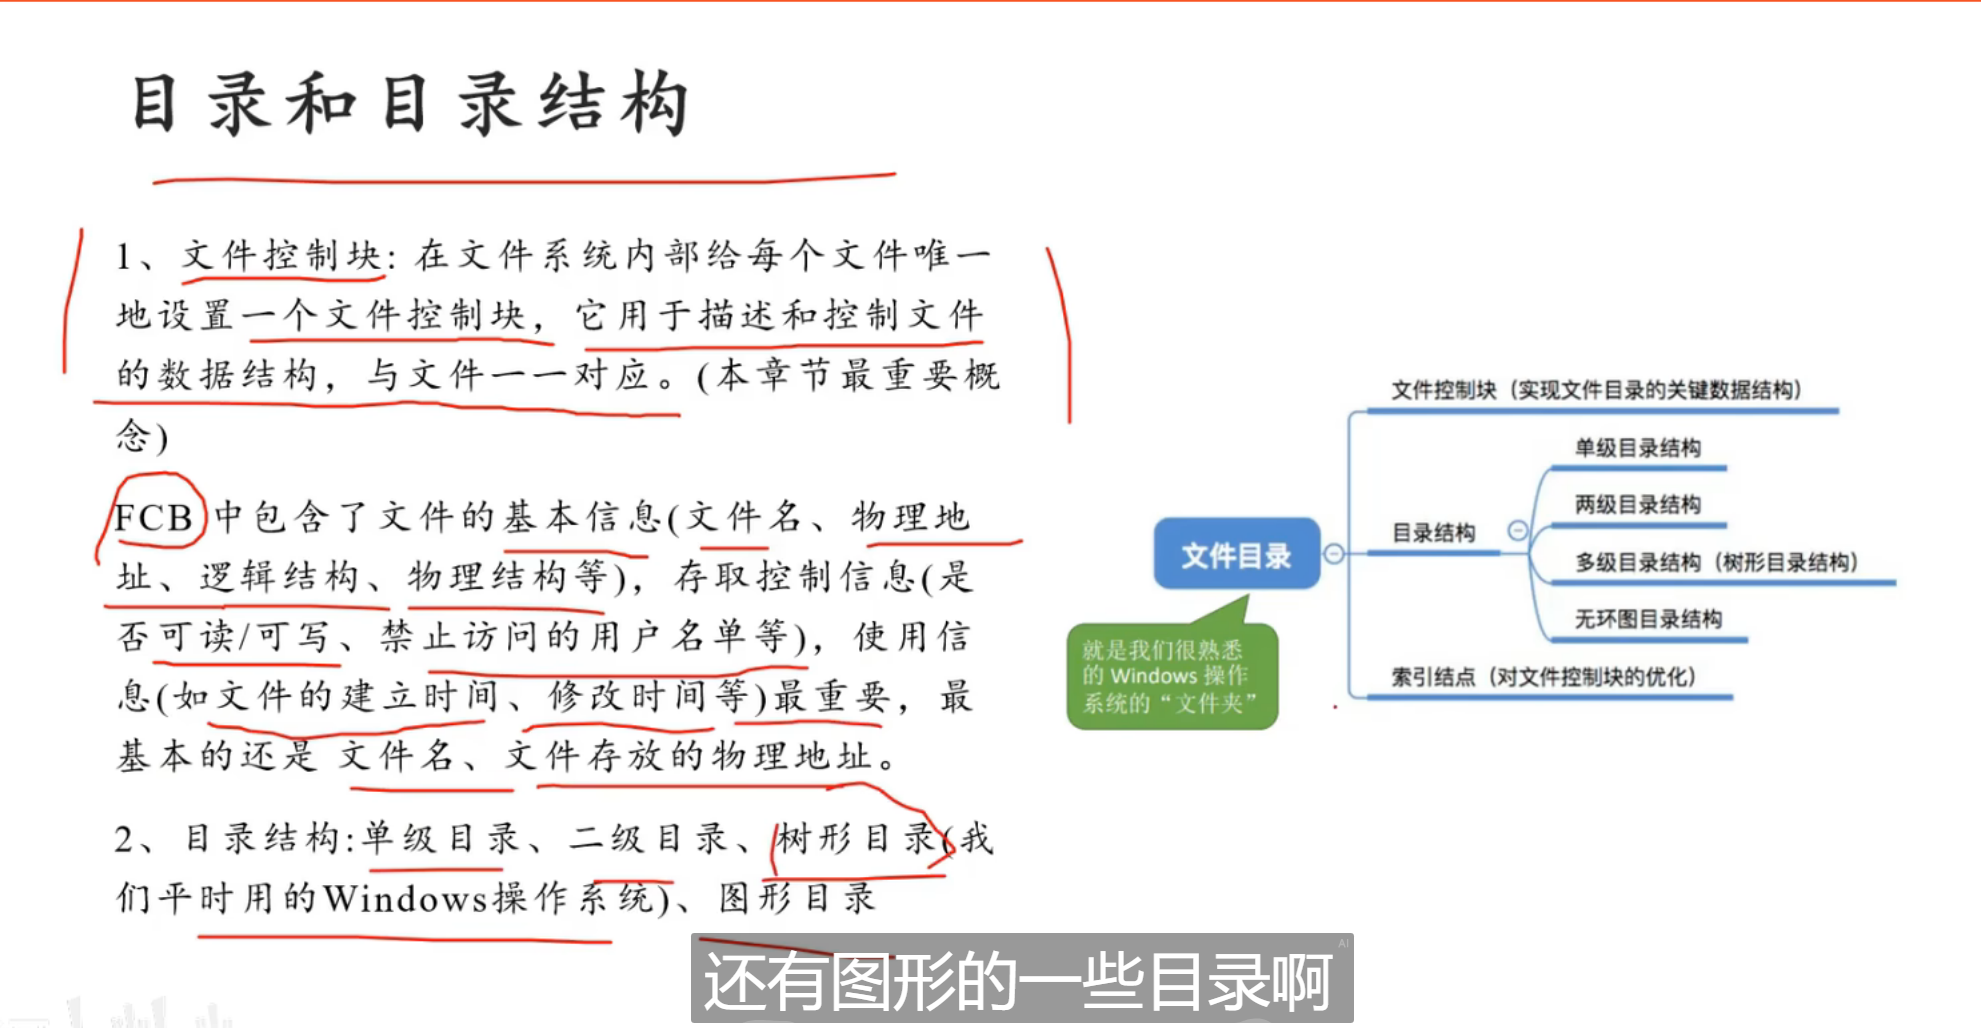 目录和目录结构
1、文件控制块: 在文件系统内部给每个文件唯一
地设置一个文件控制块，它用于描述和控制文件
的数据结构，与文件一一对应。(本章节最重要概
念)
FCB中包含了文件的基本信息(文件名、物理地
址、逻辑结构、物理结构等)，存取控制信息(是
否可读/可写、禁止访问的用户名单等)，使用信
息(如文件的建立时间、修改时间等)最重要，最
基本的还是 文件名、文件存放的物理地址。
2、目录结构:单级目录、二级目录、树形目录(我
们平时用的Windows操作系统)、图形目录
文件控制块（实现文件目录的关键数据结构）
单级目录结构
两级目录结构
目录结构
多级目录结构（树形目录结构）
文件目录
无环图目录结构
就是我们很熟悉
的 Windows 操作
系统的“文件夹”
索引结点（对文件控制块的优化）
AI
还有图形的一些目录啊